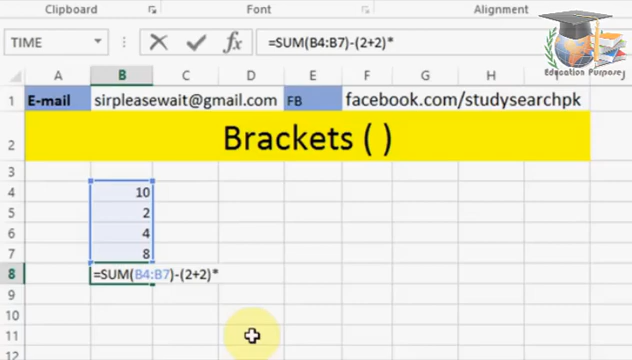 Clipboard Font Alignment
TIME fx =SUM(B4:B7)-(2+2)*
Education Purposes
A B C D E F G H
1 E-mail sirpleasewait@gmail.com FB facebook.com/studysearchpk
2 Brackets ( )
3
4 10
5 2
6 4
7 8
8 =SUM(B4:B7)-(2+2)*
9
10
11
12